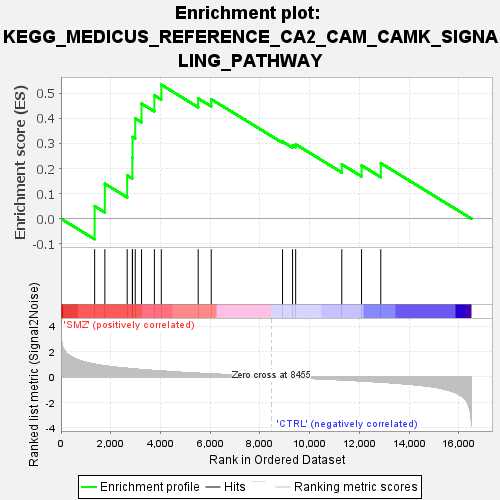 Enrichment plot:
KEGG_MEDICUS_REFERENCE_CA2_CAM_CAMK_SIGNA
LING_PATHWAY
Enrichment score (ES)
0.5
0.4
0.3
0.2
0.1
0.0
-0.1
'SMZ' (positively correlated)
Ranked list metric (Signal2Noise)
4
2
0
-2
-4
Zero cross at 8455
'CTRL' (negatively correlated)
0
2,000
4,000
6,000
8,000
10,000
12,000
14,000
16,000
Rank in Ordered Dataset
Enrichment profile
Hits
Ranking metric scores